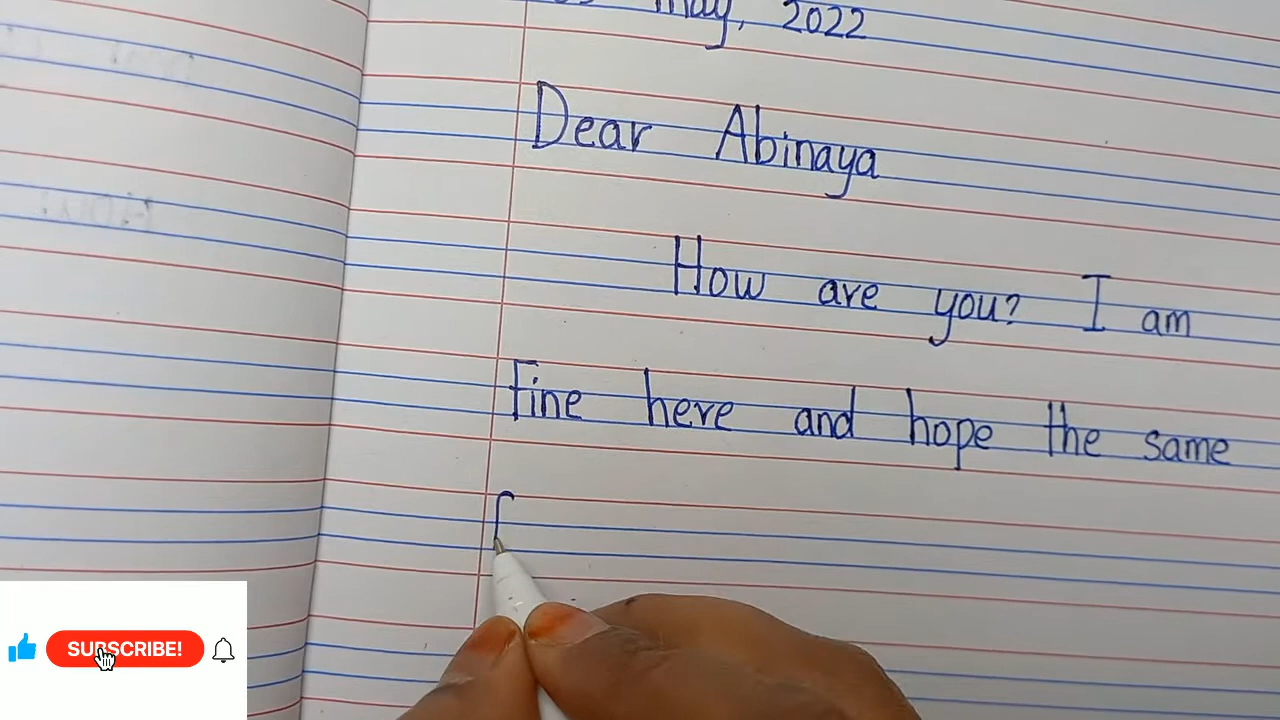 May, 2022
Dear Abinaya
How are you? I am
Fine here and hope the same
SUBSCRIBE!